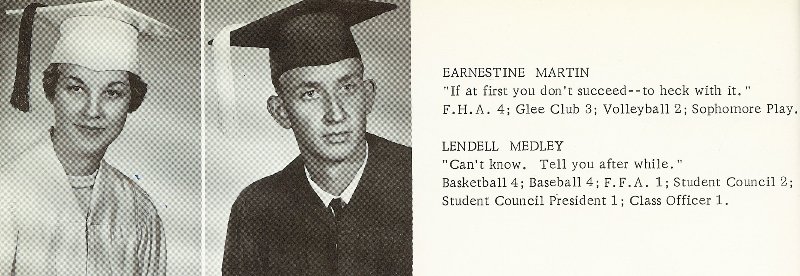 EARNESTINE MARTIN
"If at first you don't succeed--to heck with it."
F.H.A. 4; Glee Club 3; Volleyball 2; Sophomore Play.
LENDELL MEDLEY
"Can't know. Tell you after while."
Basketball 4; Baseball 4; F.F.A. 1; Student Council 2;
Student Council President 1; Class Officer 1.